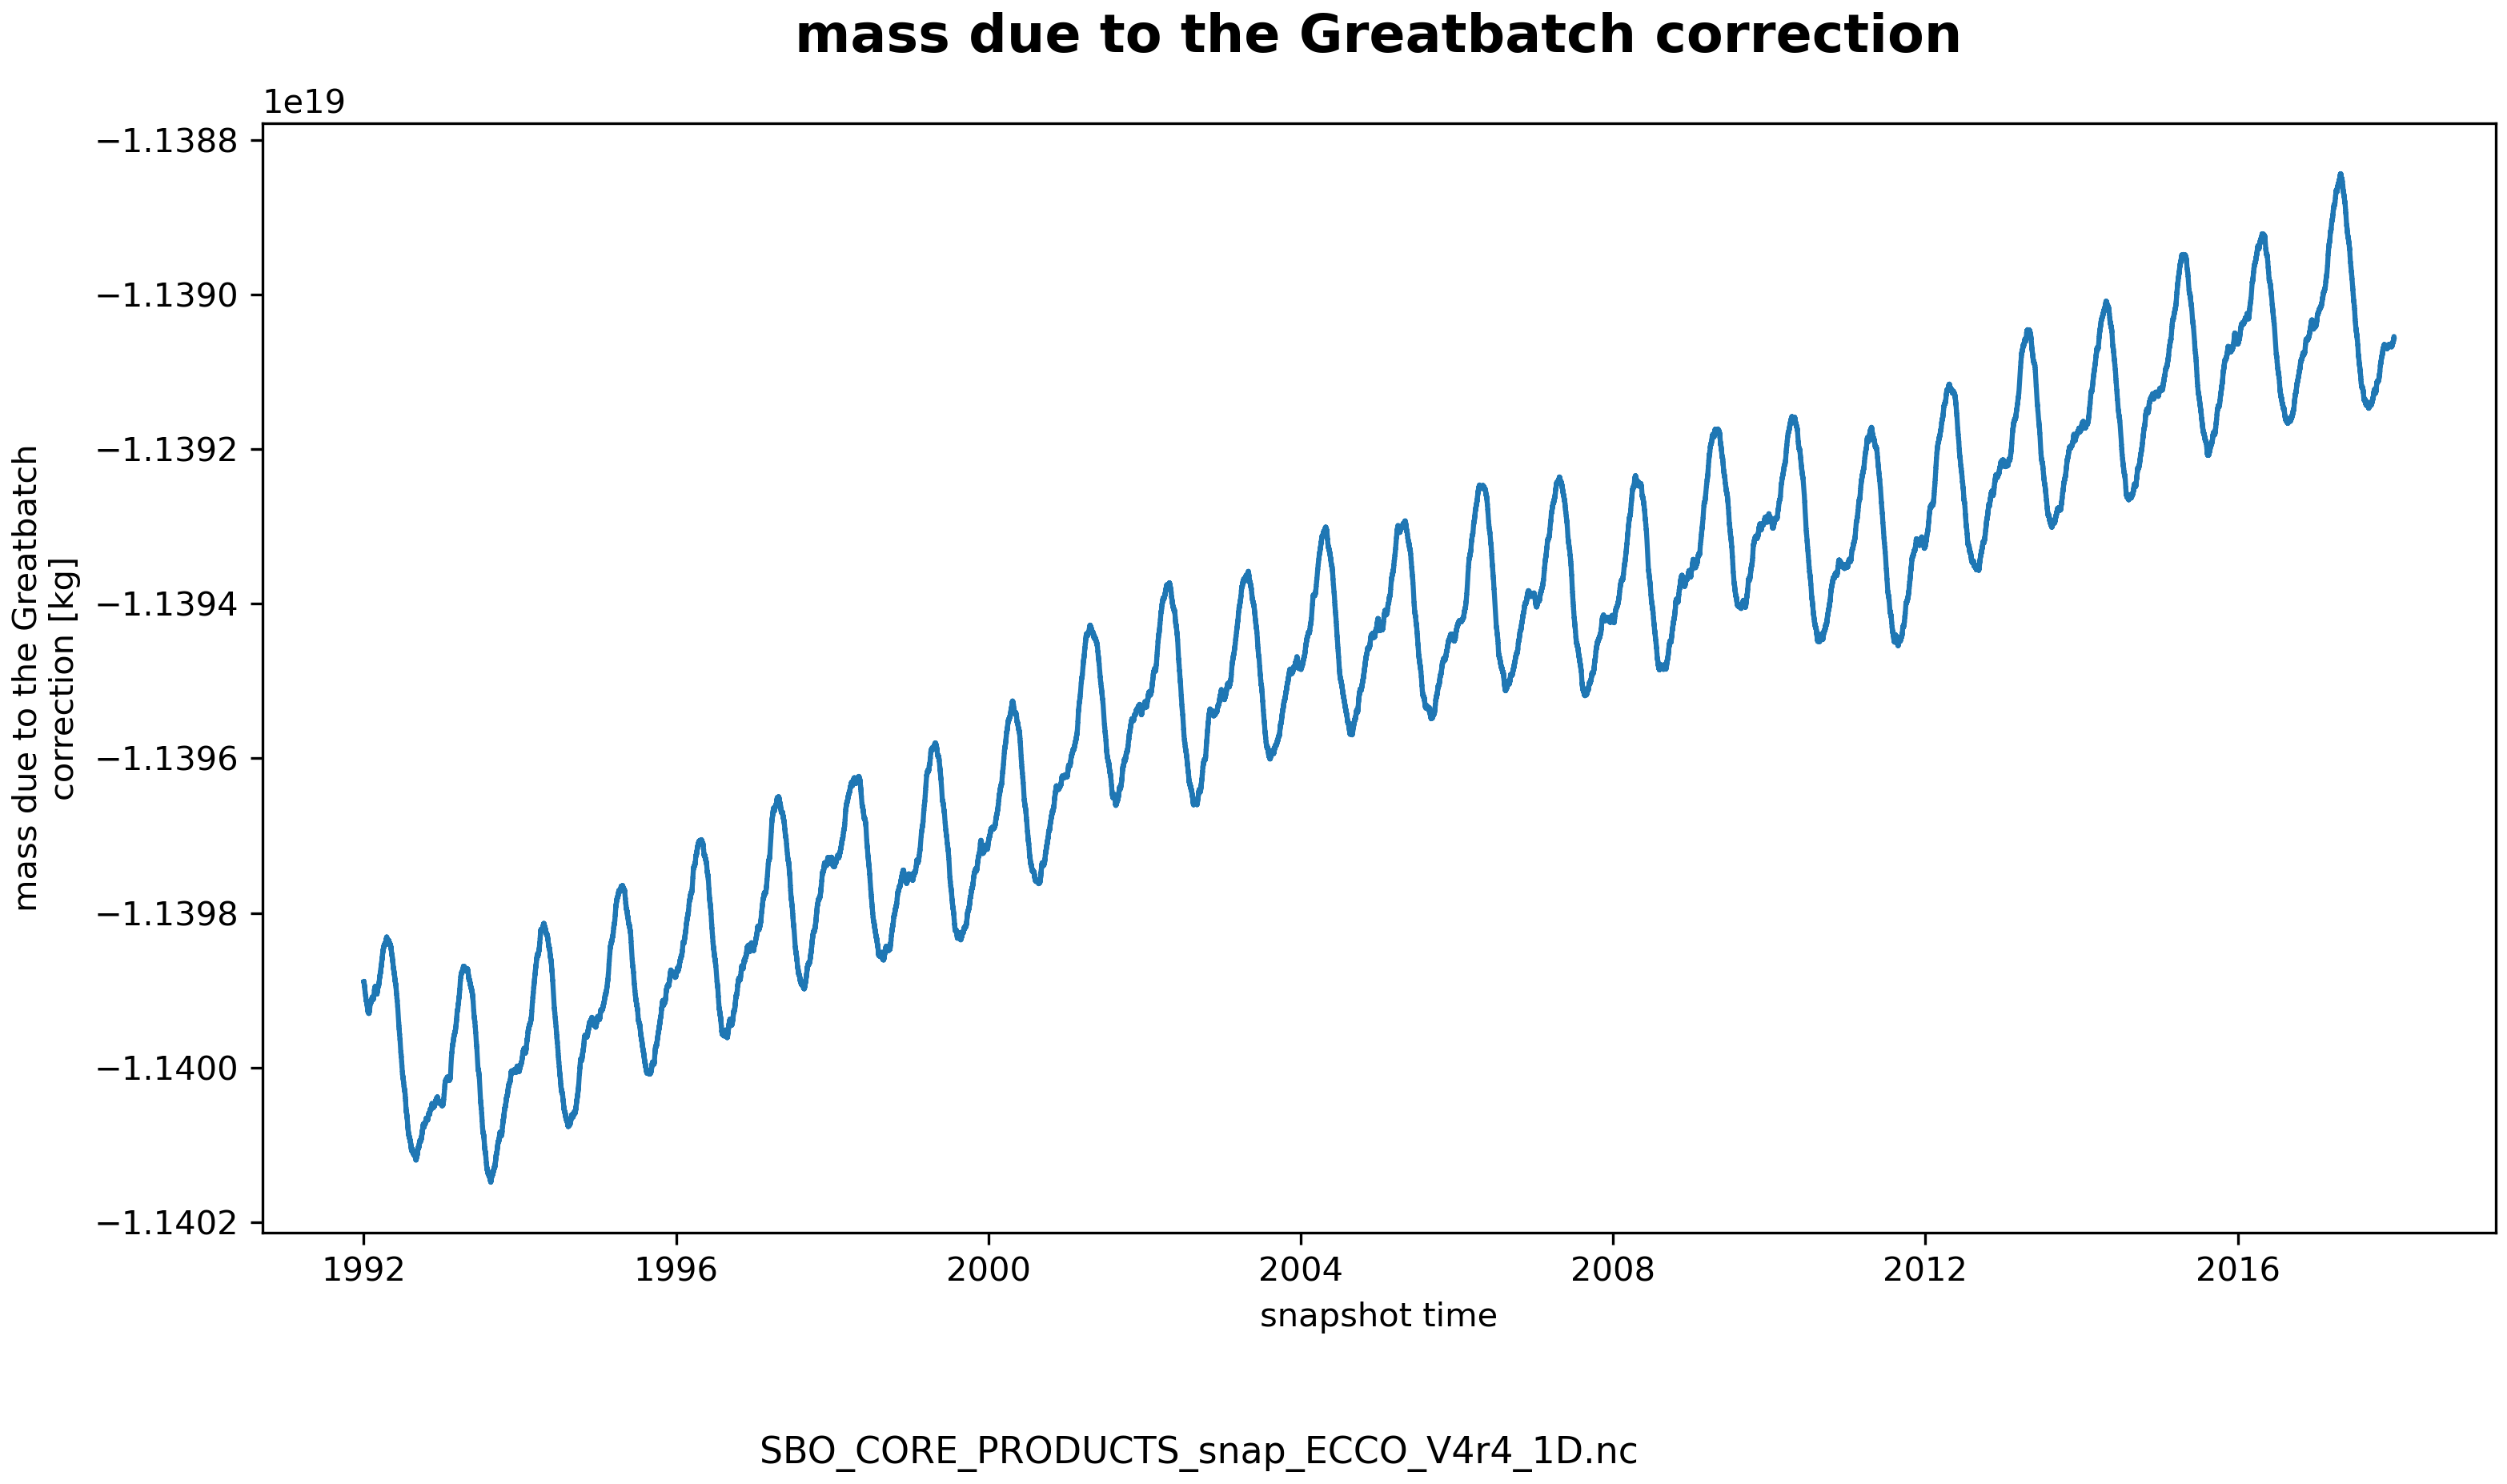 mass due to the Greatbatch correction
1e19
−1.1388
−1.1390
−1.1392
−1.1394
−1.1396
−1.1398
−1.1400
−1.1402
mass due to the Greatbatch
correction [kg]
1992 1996 2000 2004 2008 2012 2016
snapshot time
SBO_CORE_PRODUCTS_snap_ECCO_V4r4_1D.nc